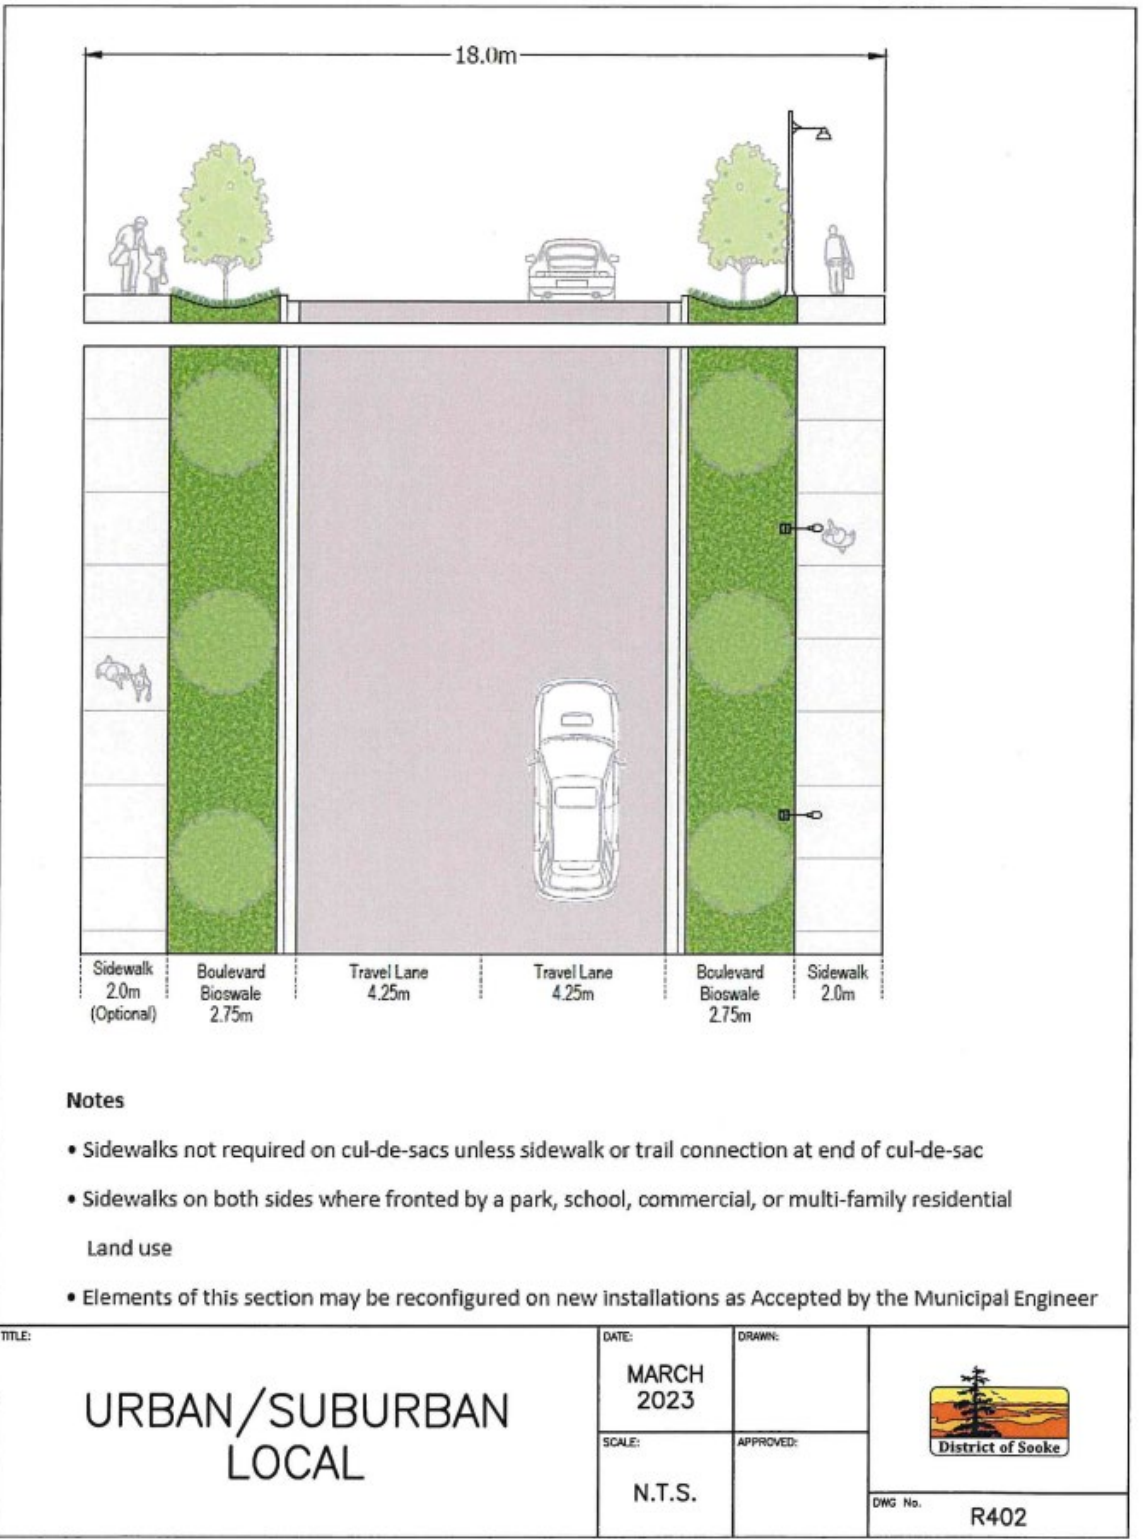 18.0m
Sidewalk
2.0m
(Optional)
Boulevard
Bioswale
2.75m
Travel Lane
4.25m
Travel Lane
4.25m
Boulevard
Bioswale
2.75m
Sidewalk
2.0m
Notes
• Sidewalks not required on cul-de-sacs unless sidewalk or trail connection at end of cul-de-sac
• Sidewalks on both sides where fronted by a park, school, commercial, or multi-family residential
Land use
• Elements of this section may be reconfigured on new installations as Accepted by the Municipal Engineer
TITLE:
URBAN/SUBURBAN
LOCAL
DATE:
MARCH
2023
DRAWN:
SCALE:
N.T.S.
APPROVED:
District of Sooke
DWG No.
R402